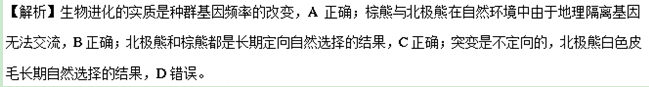 【解析】生物进化的实质是种群基因频率的改变，A 正确；棕熊与北极熊在自然环境中由于地理隔离基因
无法交流，B 正确；北极熊和棕熊都是长期定向自然选择的结果，C 正确；突变是不定向的，北极熊白色皮
毛长期自然选择的结果，D 错误。